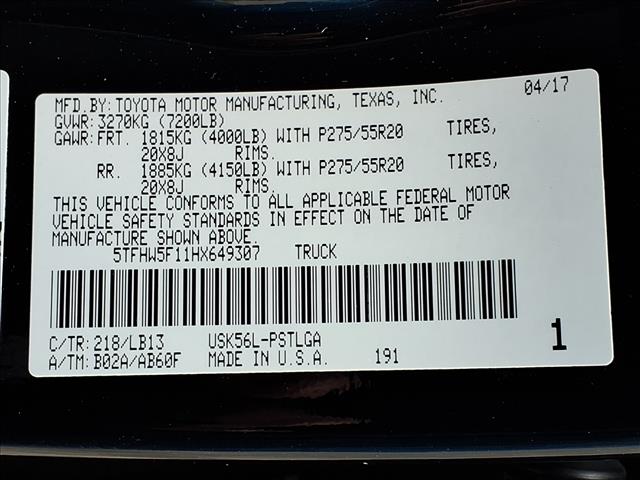 MFD.BY:TOYOTA MOTOR MANUFACTURING, TEXAS, INC. 04/17
GVWR:3270KG (7200LB)
GAWR:FRT. 1815KG (4000LB) WITH P275/55R20 TIRES,
20X8J RIMS.
RR. 1885KG (4150LB) WITH P275/55R20 TIRES,
20X8J RIMS.
THIS VEHICLE CONFORMS TO ALL APPLICABLE FEDERAL MOTOR
VEHICLE SAFETY STANDARDS IN EFFECT ON THE DATE OF
MANUFACTURE SHOWN ABOVE.
5TFHW5F11HX649307 TRUCK
C/TR:218/LB13 USK56L-PSTLGA
A/TM:B02A/AB60F MADE IN U.S.A. 191 1